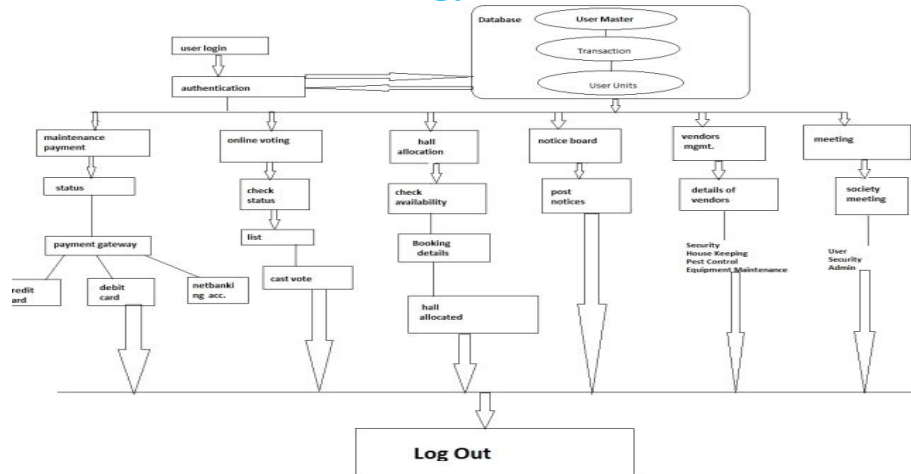 Database
User Master
Transaction
User Units
user login
authentication
maintenance
payment
online voting
hall
allocation
notice board
vendors
mgmt.
meeting
status
check
status
check
availability
post
notices
details of
vendors
society
meeting
payment gateway
list
Booking
details
Security
House Keeping
Pest Control
Equipment Maintenance
User
Security
Admin
debit
card
netbanki
ng acc.
cast vote
hall
allocated
Log Out